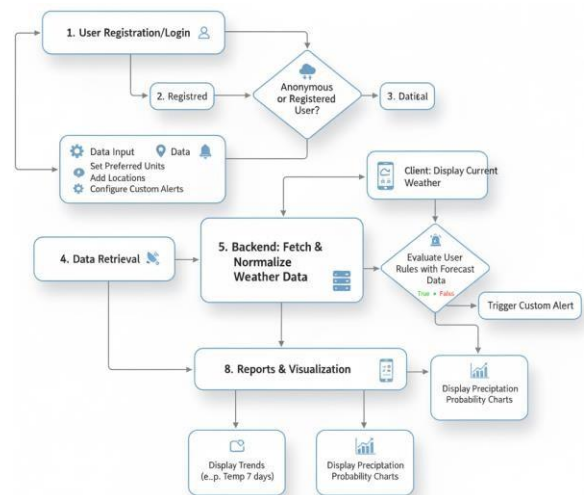 1. User Registration/Login
2. Registred
Anonymous
or Registered
User?
3. Datical
Data Input
Data
Set Preferred Units
Add Locations
Configure Custom Alerts
Client: Display Current
Weather
4. Data Retrieval
5. Backend: Fetch &
Normalize
Weather Data
Evaluate User
Rules with Forecast
Data
True • False
Trigger Custom Alert
8. Reports & Visualization
Display Preciptation
Probability Charts
Display Trends
(e..p. Temp 7 days)
Display Preciptation
Probability Charts